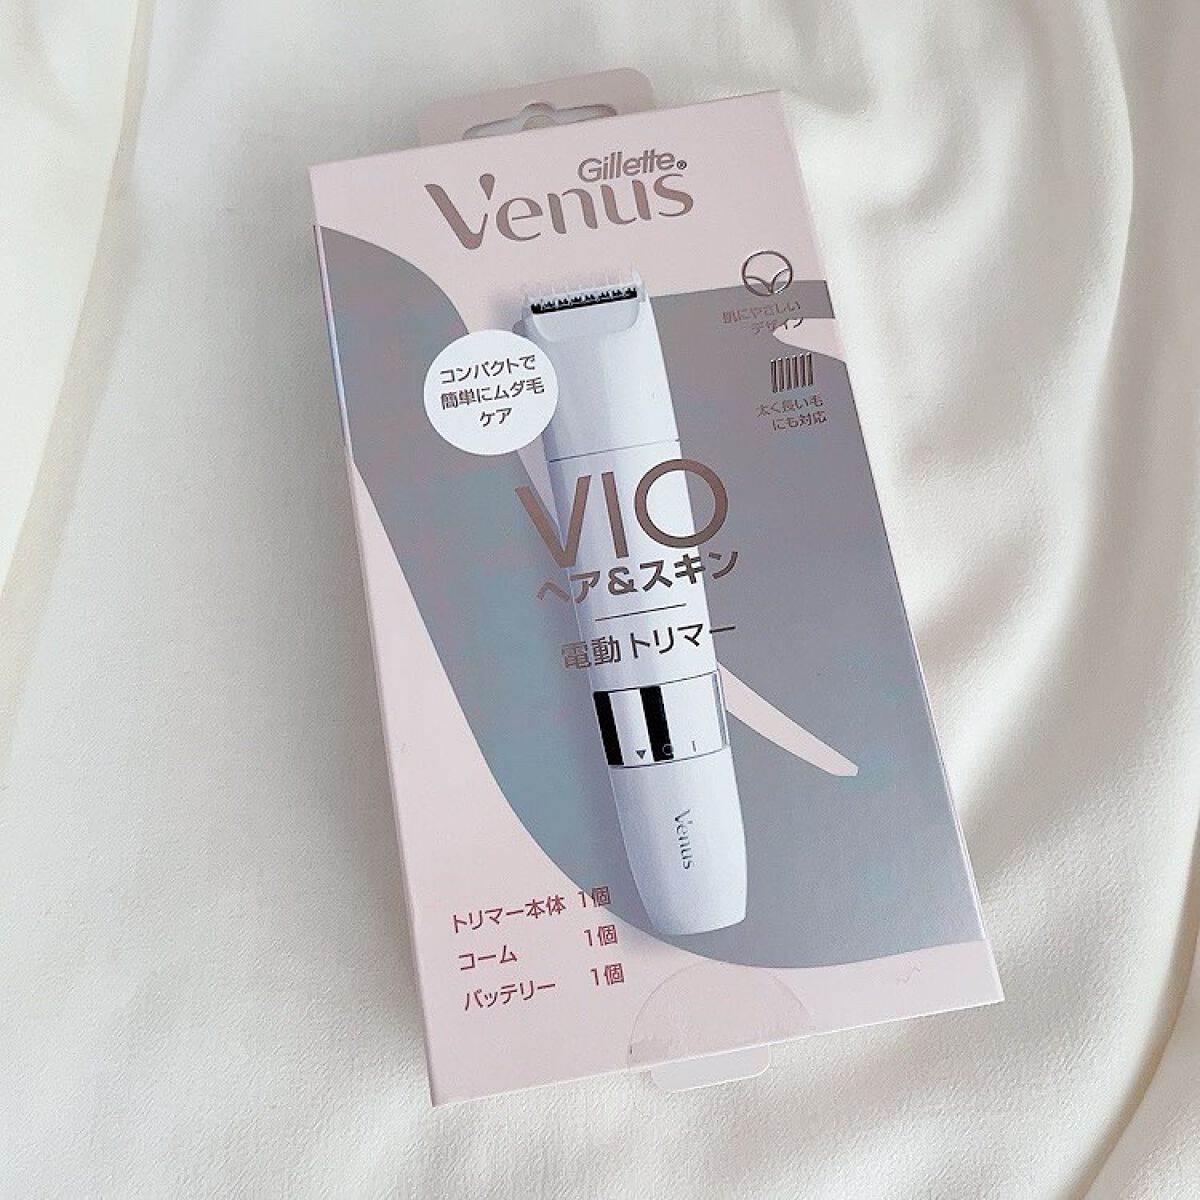 Gillette®
Venus
肌にやさしい
デザイン
コンパクトで
簡単にムダ毛
ケア
太く長い毛
にも対応
VIO
ヘア&スキン
電動トリマー
Venus
トリマー本体 1個
コーム 1個
バッテリー 1個